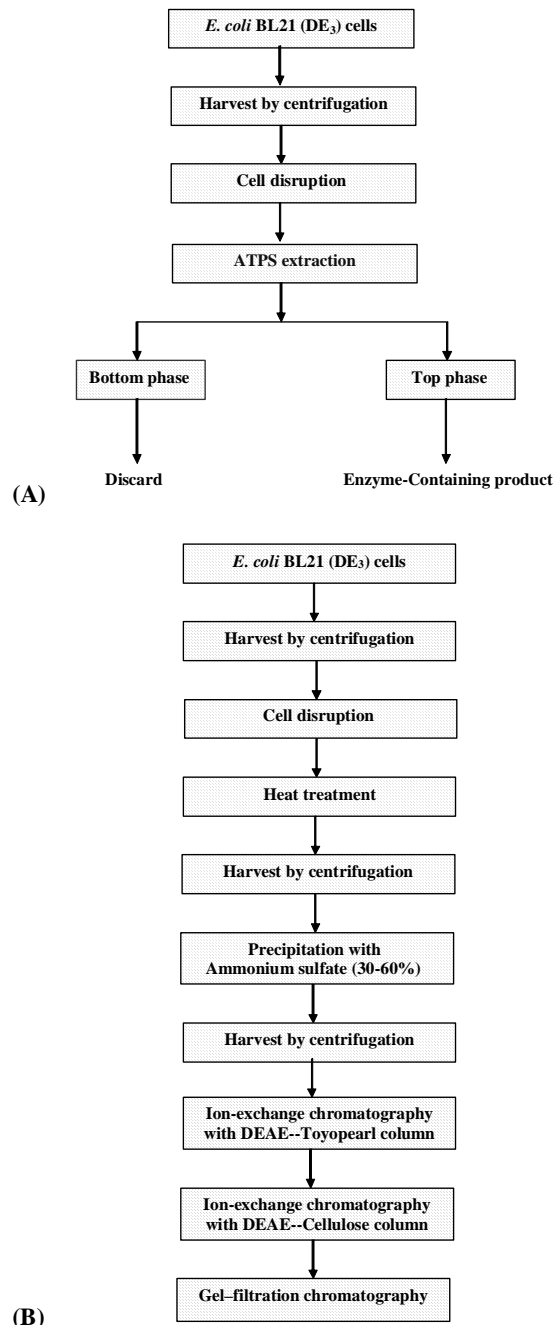 E. coli BL21 (DE₃) cells
Harvest by centrifugation
Cell disruption
ATPS extraction
Bottom phase
Top phase
Discard
Enzyme-Containing product
(A)
E. coli BL21 (DE₃) cells
Harvest by centrifugation
Cell disruption
Heat treatment
Harvest by centrifugation
Precipitation with
Ammonium sulfate (30-60%)
Harvest by centrifugation
Ion-exchange chromatography
with DEAE--Toyopearl column
Ion-exchange chromatography
with DEAE--Cellulose column
Gel–filtration chromatography
(B)